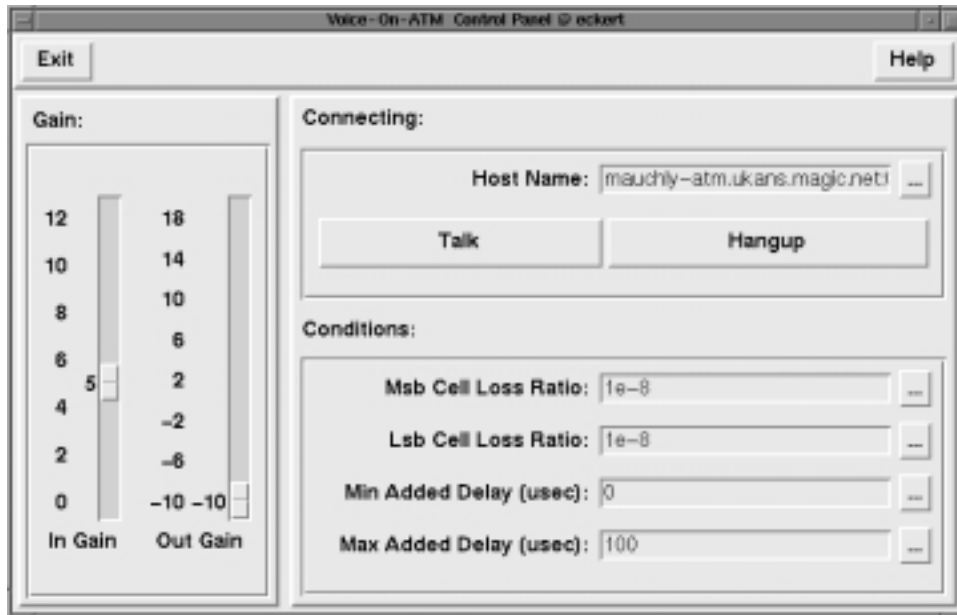 Voice-On-ATM Control Panel @ eckert
Exit
Help
Gain:
12
10
8
6
5
4
2
0
In Gain
18
14
10
6
2
-2
-6
-10 -10
Out Gain
Connecting:
Host Name: mauchly-atm.ukans.magic.net: ...
Talk Hangup
Conditions:
Msb Cell Loss Ratio: 1e-8 ...
Lsb Cell Loss Ratio: 1e-8 ...
Min Added Delay (usec): 0 ...
Max Added Delay (usec): 100 ...